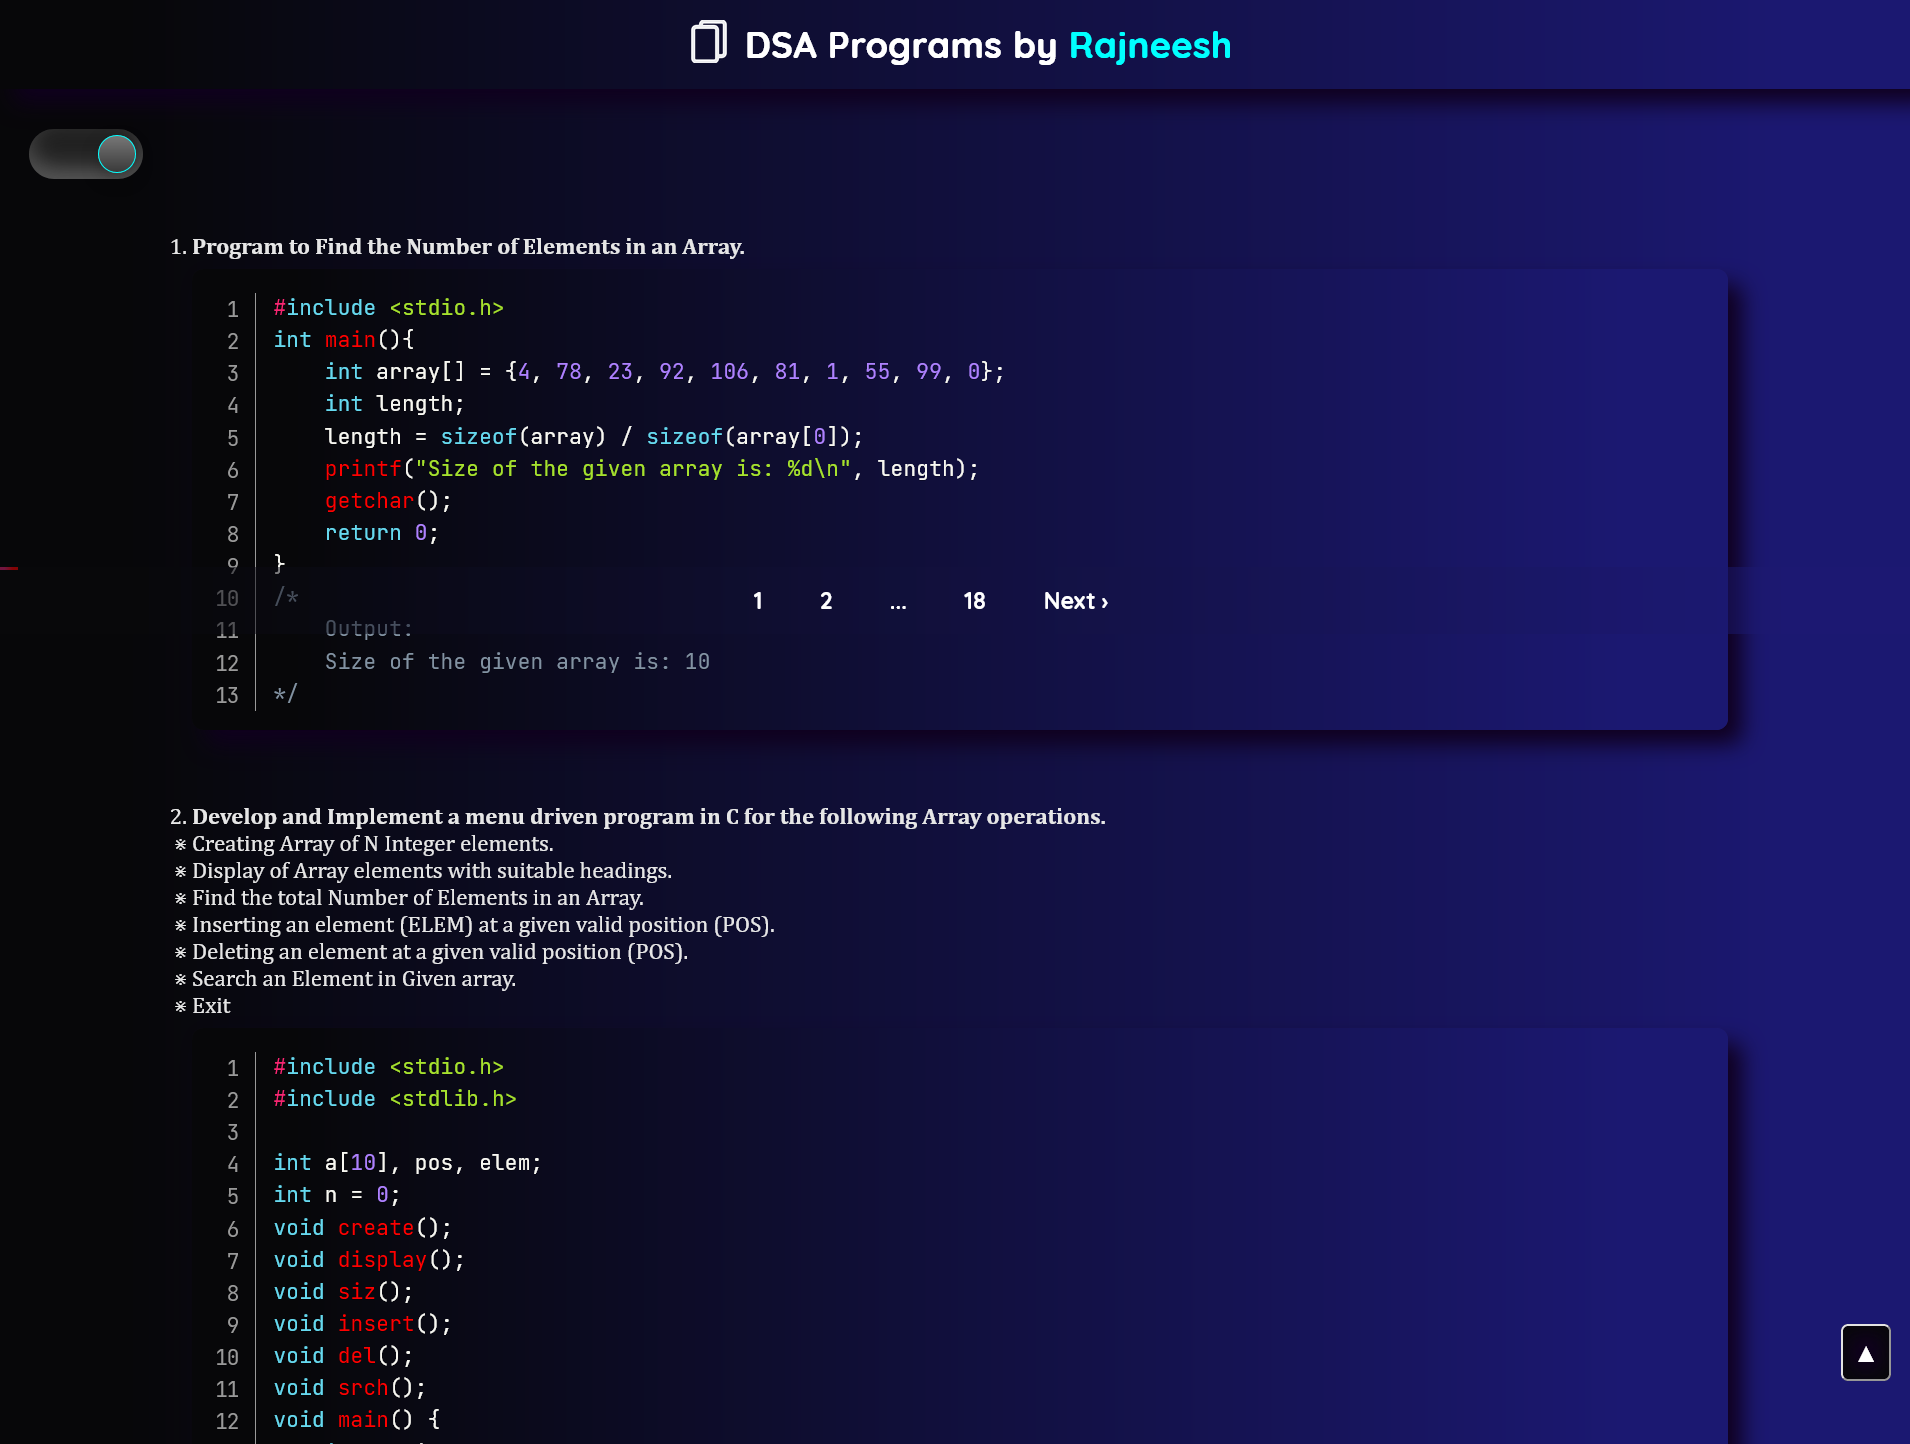 DSA Programs by Rajneesh
1. Program to Find the Number of Elements in an Array.
1 #include <stdio.h>
2 int main(){
3     int array[] = {4, 78, 23, 92, 106, 81, 1, 55, 99, 0};
4     int length;
5     length = sizeof(array) / sizeof(array[0]);
6     printf("Size of the given array is: %d\n", length);
7     getchar();
8     return 0;
9 }
10 /*
1 2 ... 18 Next ›
11     Output:
12     Size of the given array is: 10
13 */
2. Develop and Implement a menu driven program in C for the following Array operations.
⋇ Creating Array of N Integer elements.
⋇ Display of Array elements with suitable headings.
⋇ Find the total Number of Elements in an Array.
⋇ Inserting an element (ELEM) at a given valid position (POS).
⋇ Deleting an element at a given valid position (POS).
⋇ Search an Element in Given array.
⋇ Exit
1 #include <stdio.h>
2 #include <stdlib.h>
3
4 int a[10], pos, elem;
5 int n = 0;
6 void create();
7 void display();
8 void siz();
9 void insert();
10 void del();
11 void srch();
▲
12 void main() {